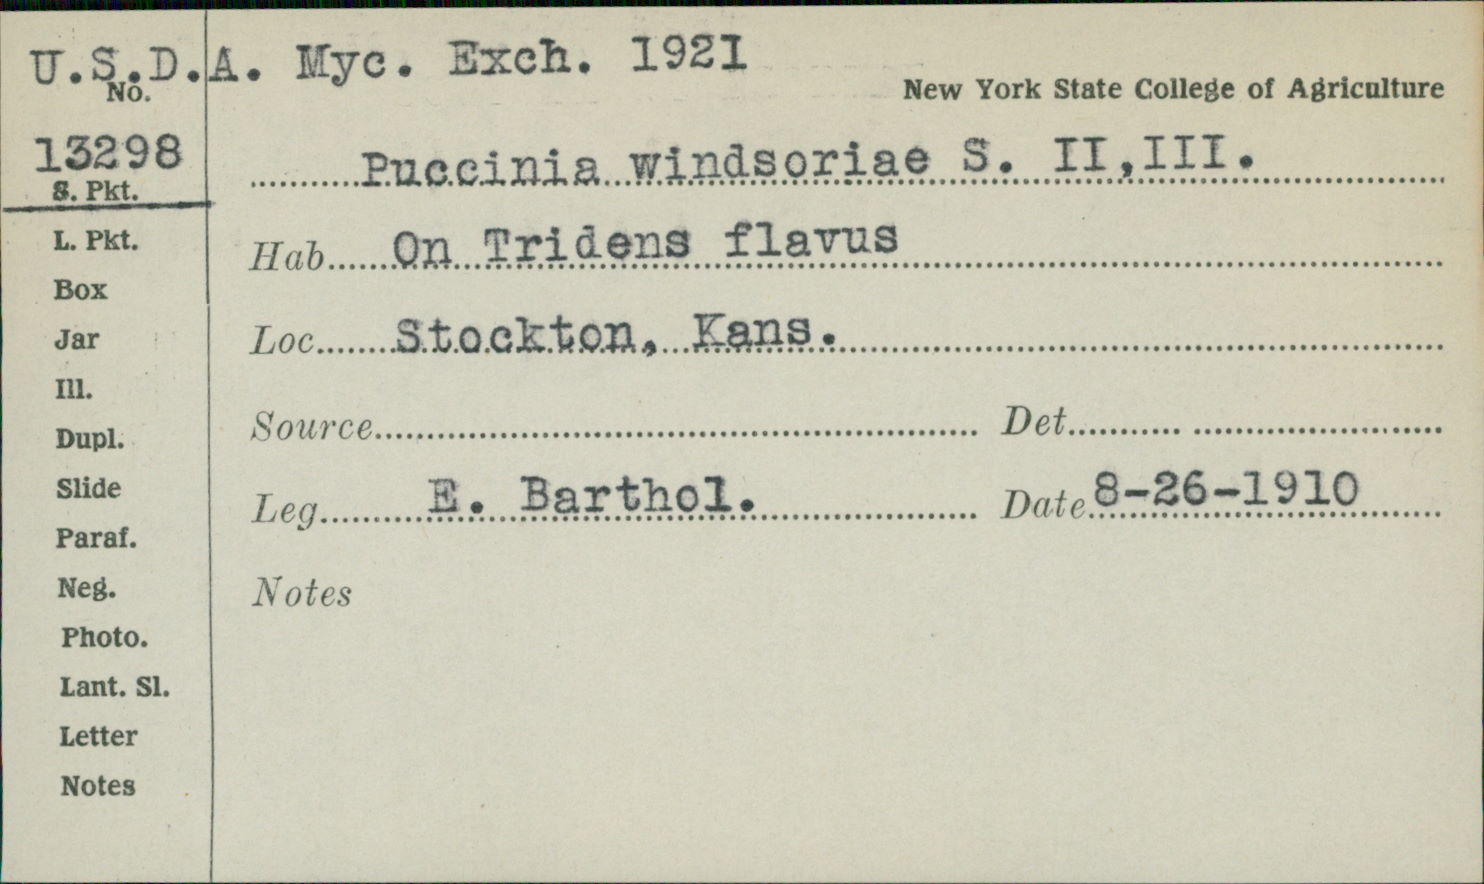 U.S.D.A. Myc. Exch. 1921
No.
New York State College of Agriculture
13298
Puccinia windsoriae S. II,III.
S. Pkt.
L. Pkt.
Hab On Tridens flavus
Box
Jar
Loc Stockton, Kans.
Ill.
Dupl.
Source Det
Slide
Leg E. Barthol. Date 8-26-1910
Paraf.
Neg.
Notes
Photo.
Lant. Sl.
Letter
Notes